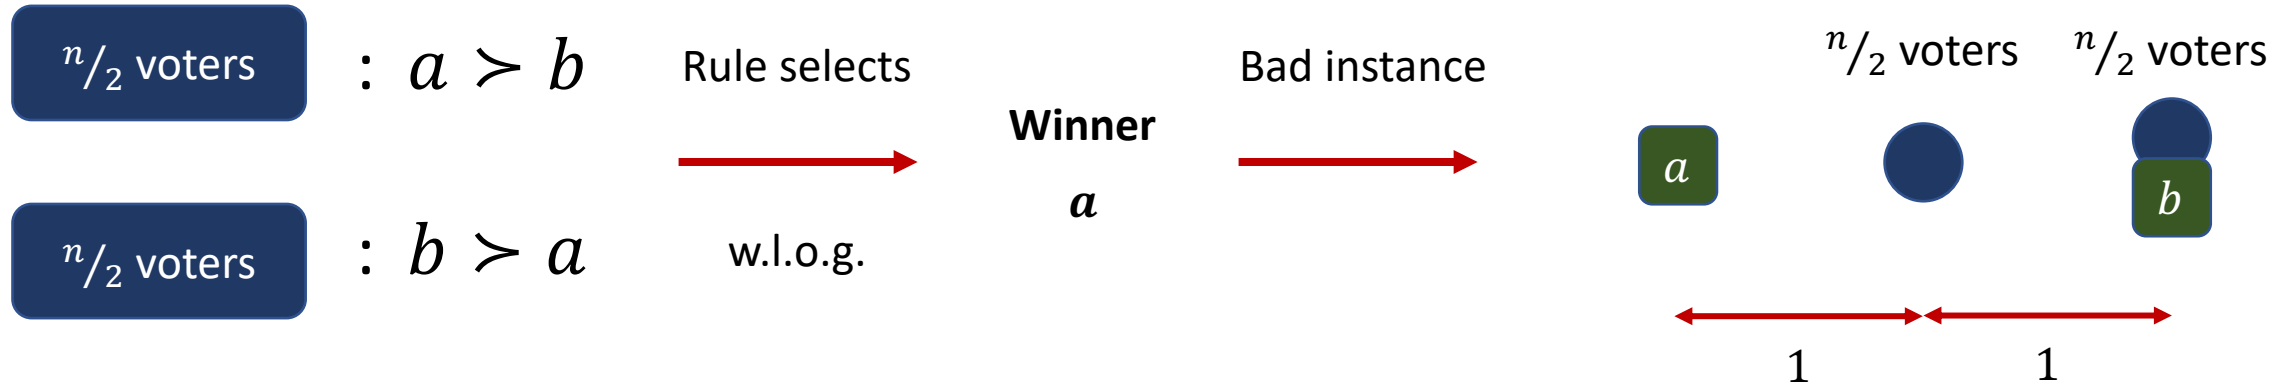 n/2 voters : a ≻ b
n/2 voters : b ≻ a
Rule selects
w.l.o.g.
Winner
a
Bad instance
n/2 voters n/2 voters
a
b
1 1